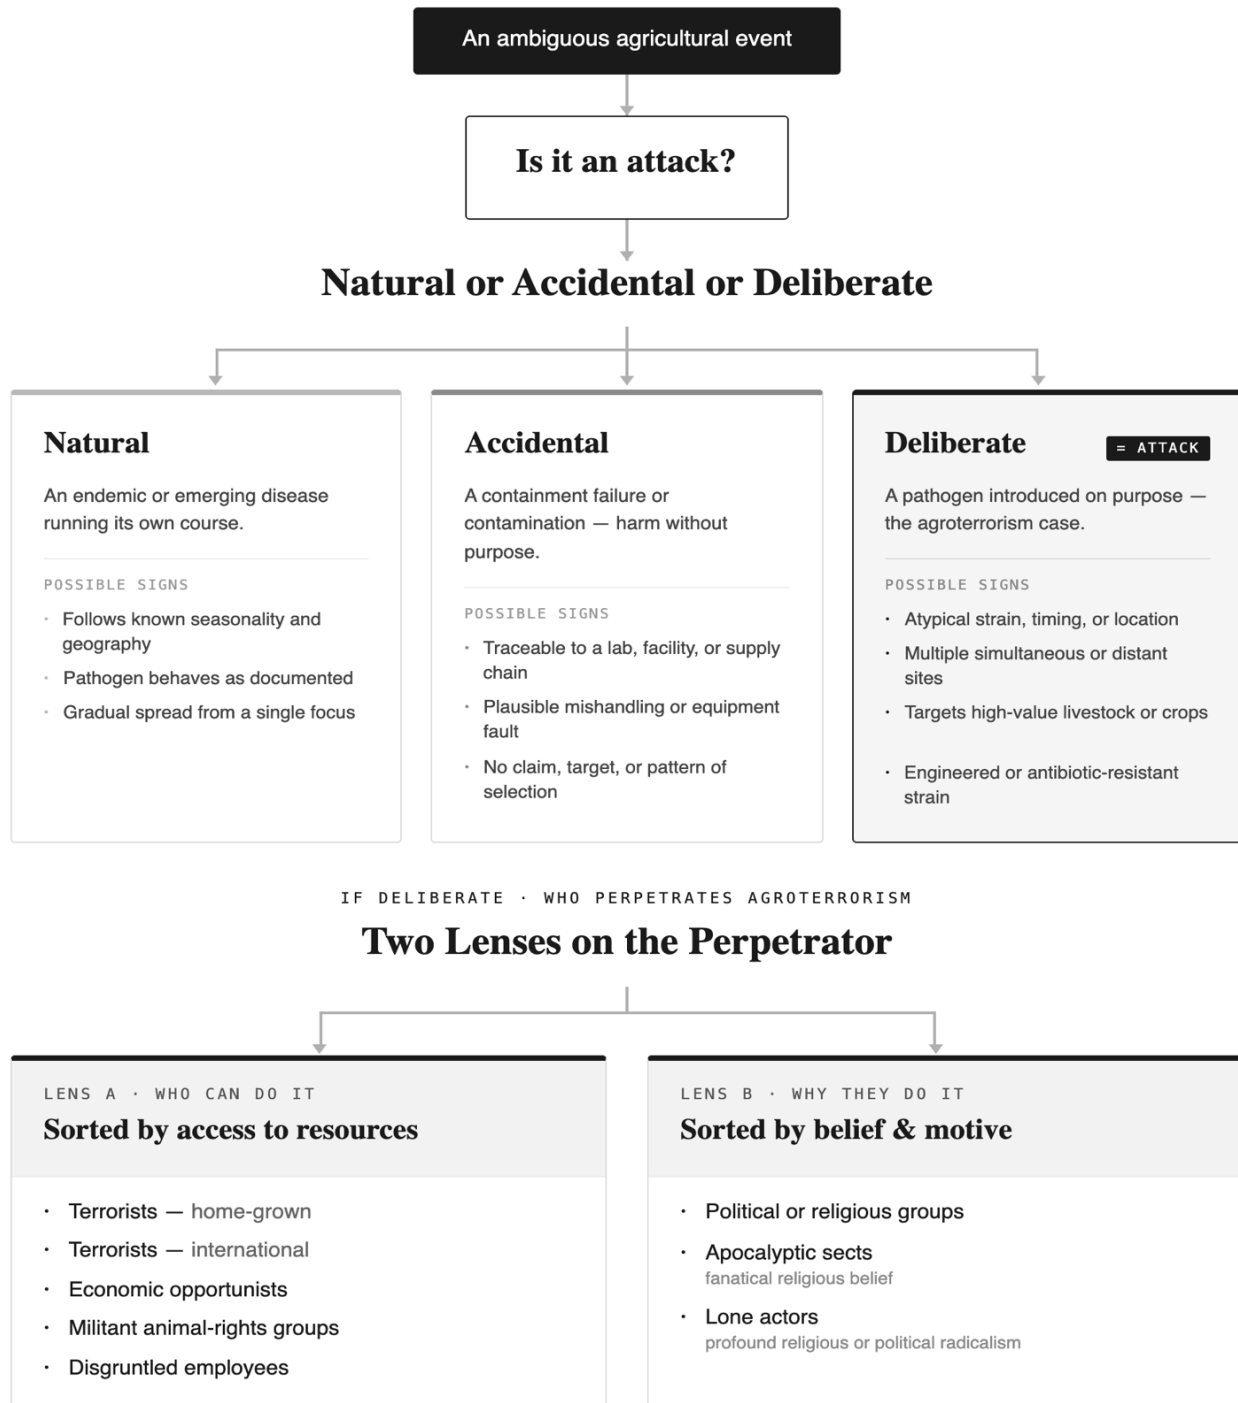 An ambiguous agricultural event
Is it an attack?
Natural or Accidental or Deliberate
Natural
An endemic or emerging disease
running its own course.
POSSIBLE SIGNS
· Follows known seasonality and
geography
· Pathogen behaves as documented
· Gradual spread from a single focus
Accidental
A containment failure or
contamination — harm without
purpose.
POSSIBLE SIGNS
· Traceable to a lab, facility, or supply
chain
· Plausible mishandling or equipment
fault
· No claim, target, or pattern of
selection
Deliberate
= ATTACK
A pathogen introduced on purpose —
the agroterrorism case.
POSSIBLE SIGNS
· Atypical strain, timing, or location
· Multiple simultaneous or distant
sites
· Targets high-value livestock or crops
· Engineered or antibiotic-resistant
strain
IF DELIBERATE · WHO PERPETRATES AGROTERRORISM
Two Lenses on the Perpetrator
LENS A · WHO CAN DO IT
Sorted by access to resources
· Terrorists — home-grown
· Terrorists — international
· Economic opportunists
· Militant animal-rights groups
· Disgruntled employees
LENS B · WHY THEY DO IT
Sorted by belief & motive
· Political or religious groups
· Apocalyptic sects
fanatical religious belief
· Lone actors
profound religious or political radicalism